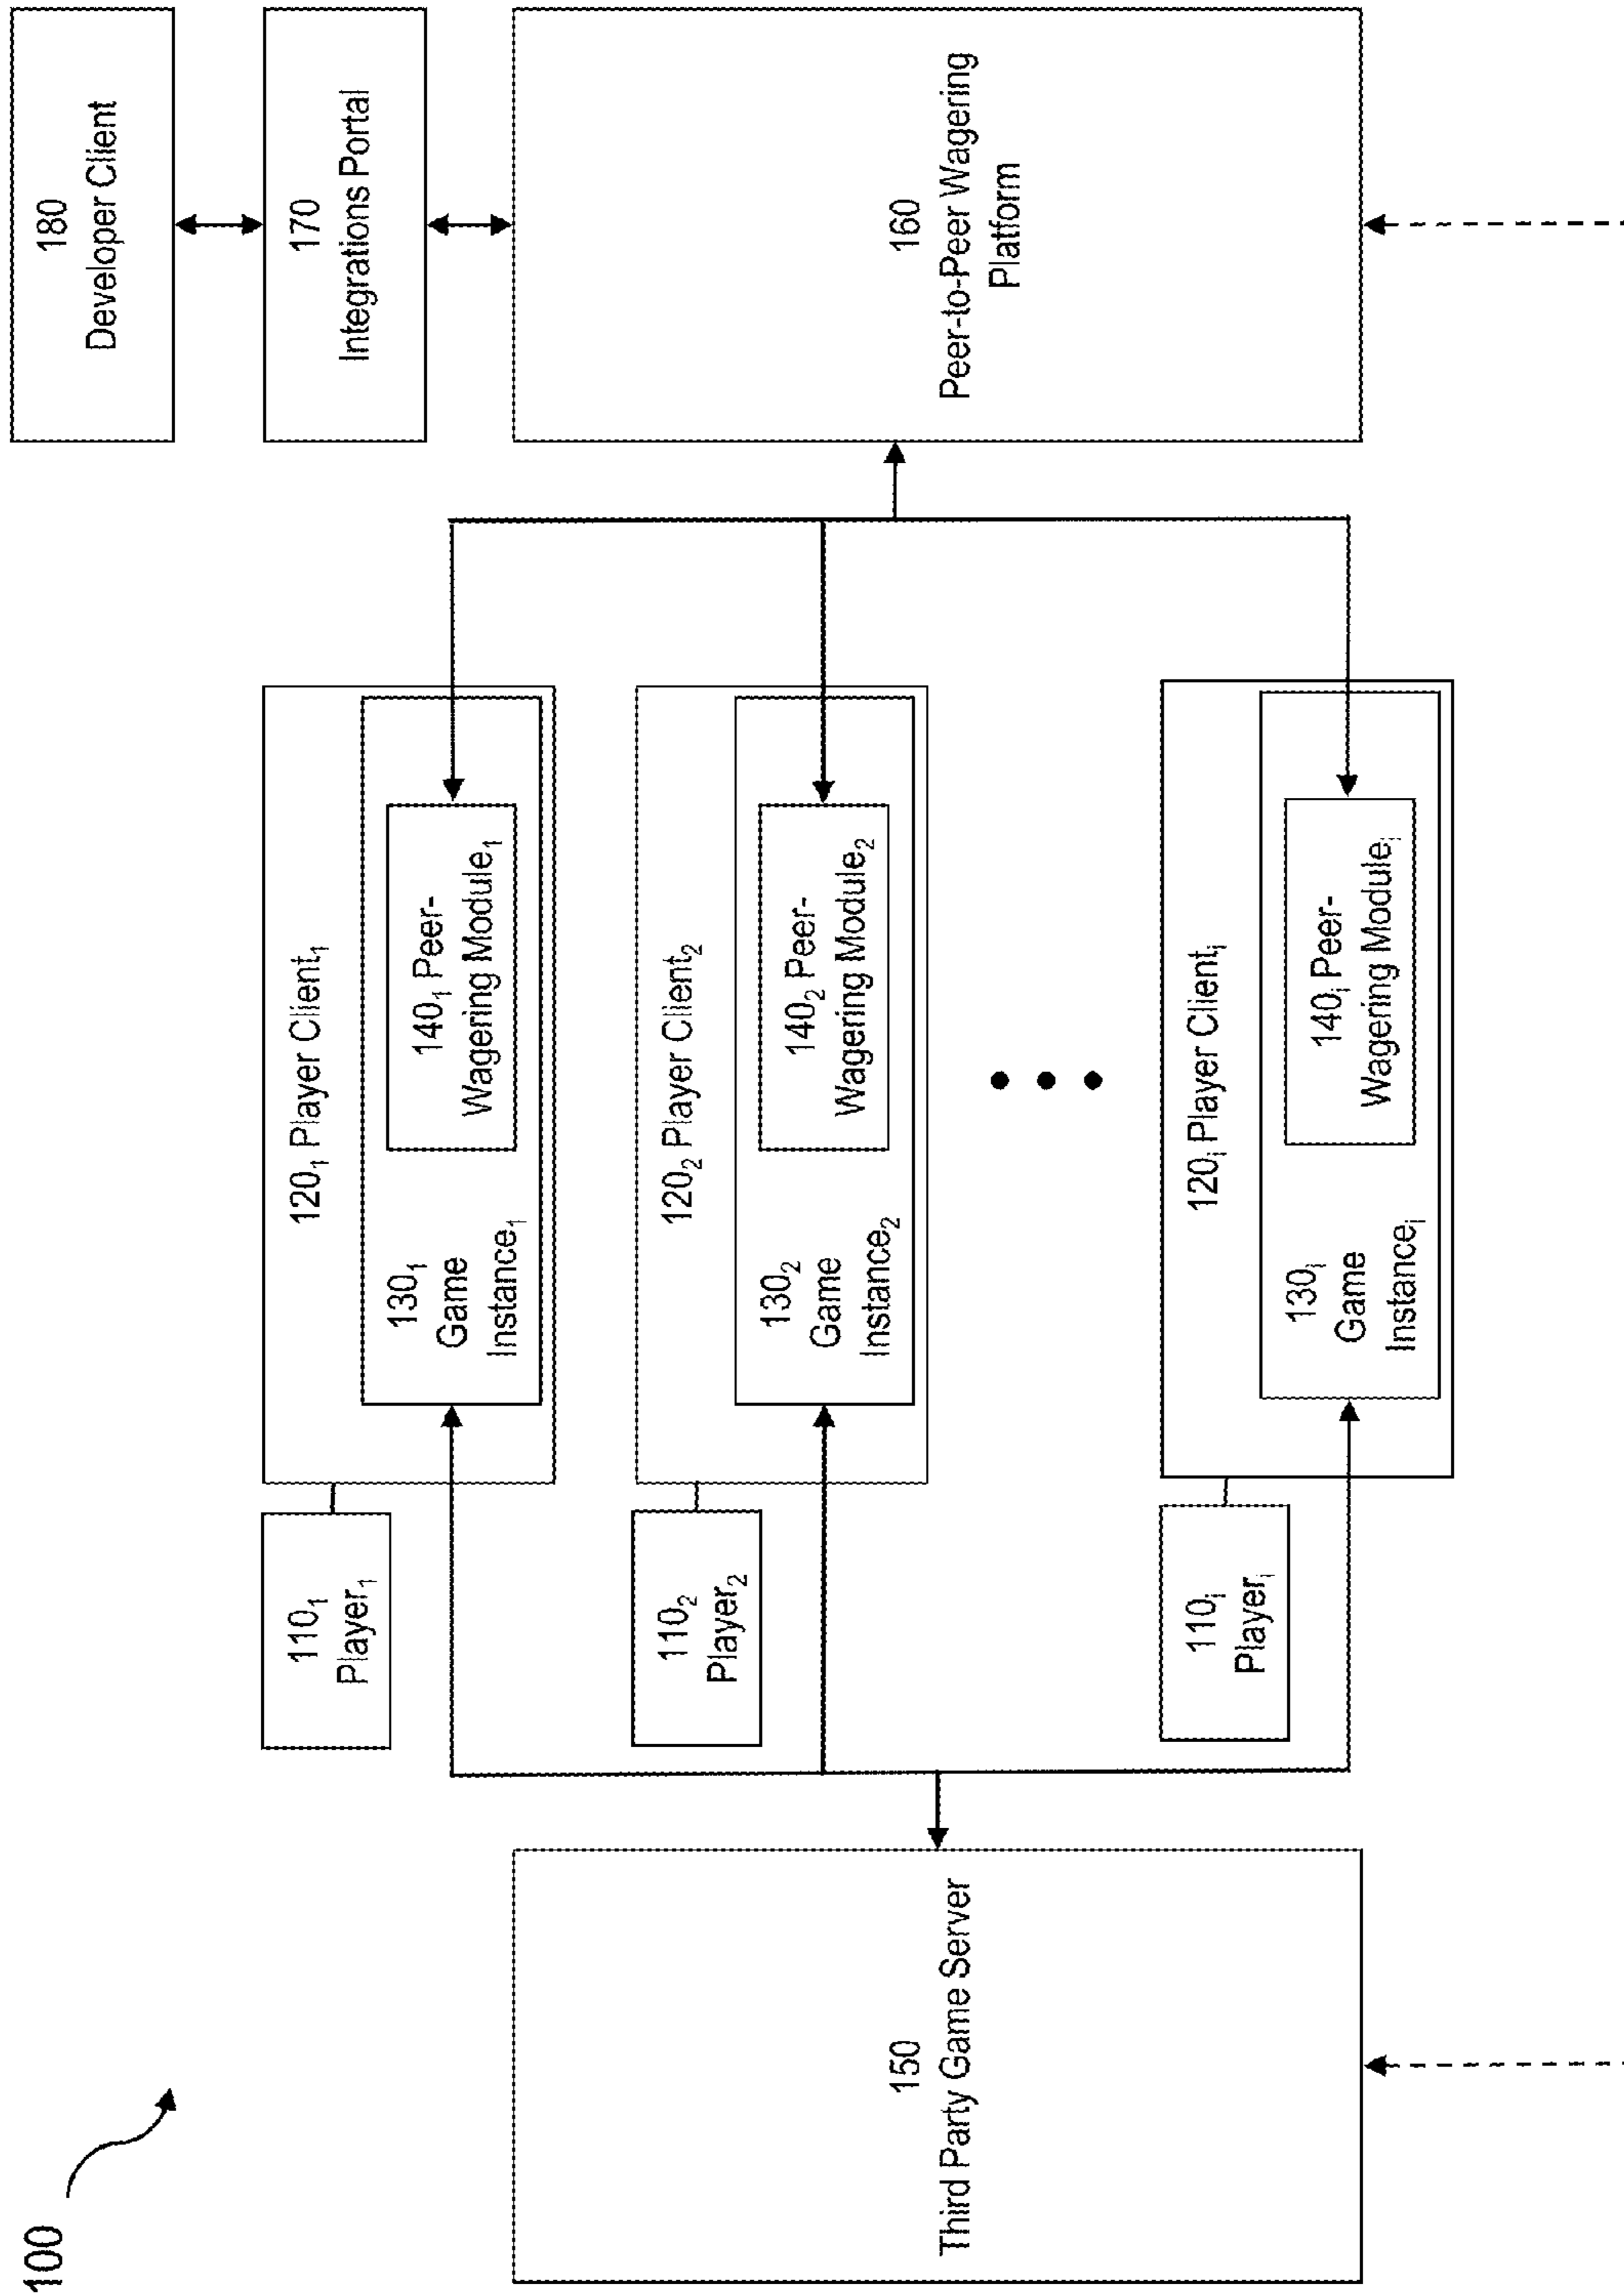 100
150
Third Party Game Server
110₁
Player₁
120₁ Player Client₁
130₁
Game
Instance₁
140₁ Peer-
Wagering Module₁
110₂
Player₂
120₂ Player Client₂
130₂
Game
Instance₂
140₂ Peer-
Wagering Module₂
110ᵢ
Playerᵢ
120ᵢ Player Clientᵢ
130ᵢ
Game
Instanceᵢ
140ᵢ Peer-
Wagering Moduleᵢ
180
Developer Client
170
Integrations Portal
160
Peer-to-Peer Wagering
Platform